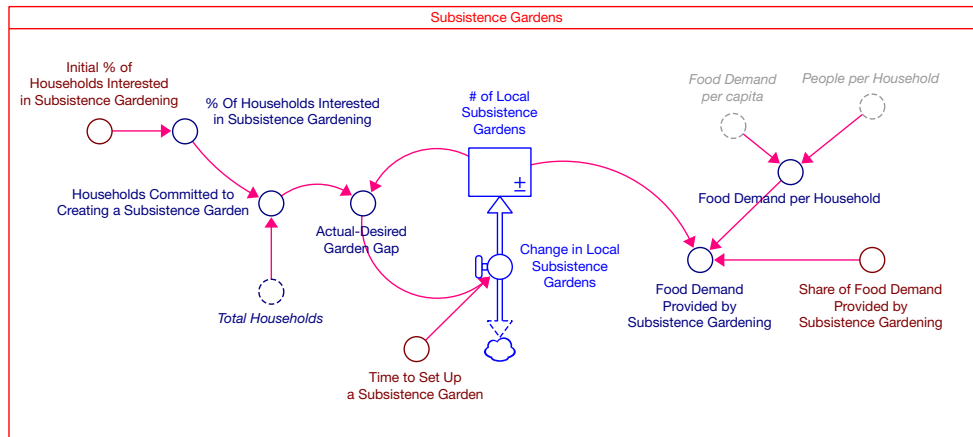 Subsistence Gardens
Initial % of
Households Interested
in Subsistence Gardening
% Of Households Interested
in Subsistence Gardening
# of Local
Subsistence
Gardens
Food Demand
per capita
People per Household
Households Committed to
Creating a Subsistence Garden
Actual-Desired
Garden Gap
Food Demand per Household
Change in Local
Subsistence
Gardens
Total Households
Food Demand
Provided by
Subsistence Gardening
Share of Food Demand
Provided by
Subsistence Gardening
Time to Set Up
a Subsistence Garden